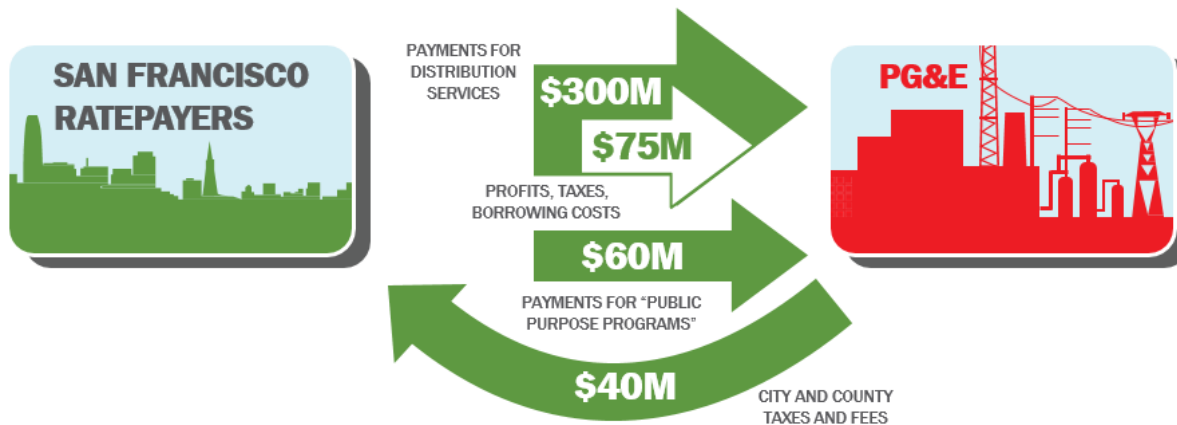 SAN FRANCISCO
RATEPAYERS
PAYMENTS FOR
DISTRIBUTION
SERVICES
$300M
$75M
PROFITS, TAXES,
BORROWING COSTS
$60M
PAYMENTS FOR “PUBLIC
PURPOSE PROGRAMS”
$40M
CITY AND COUNTY
TAXES AND FEES
PG&E